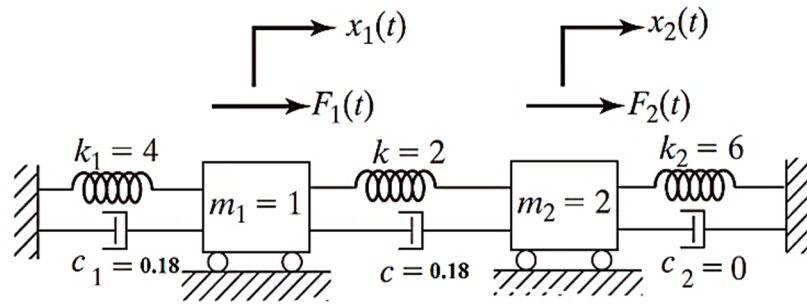 x₁(t) x₂(t)
F₁(t) F₂(t)
k₁ = 4 k = 2 k₂ = 6
m₁ = 1 m₂ = 2
c₁ = 0.18 c = 0.18 c₂ = 0